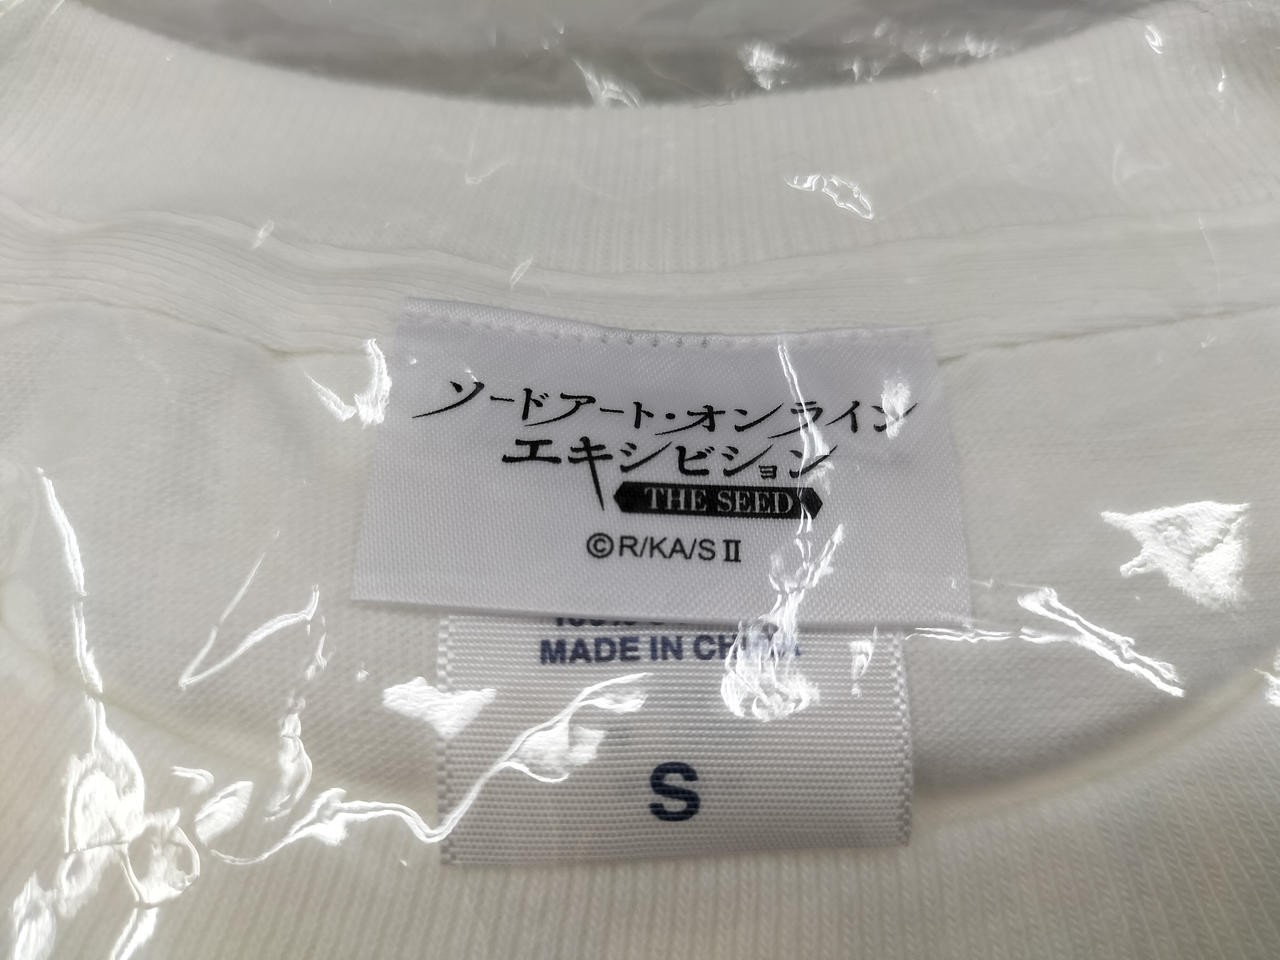 ソードアート・オンライン
エキシビション
THE SEED
©R/KA/S II
MADE IN CHINA
S